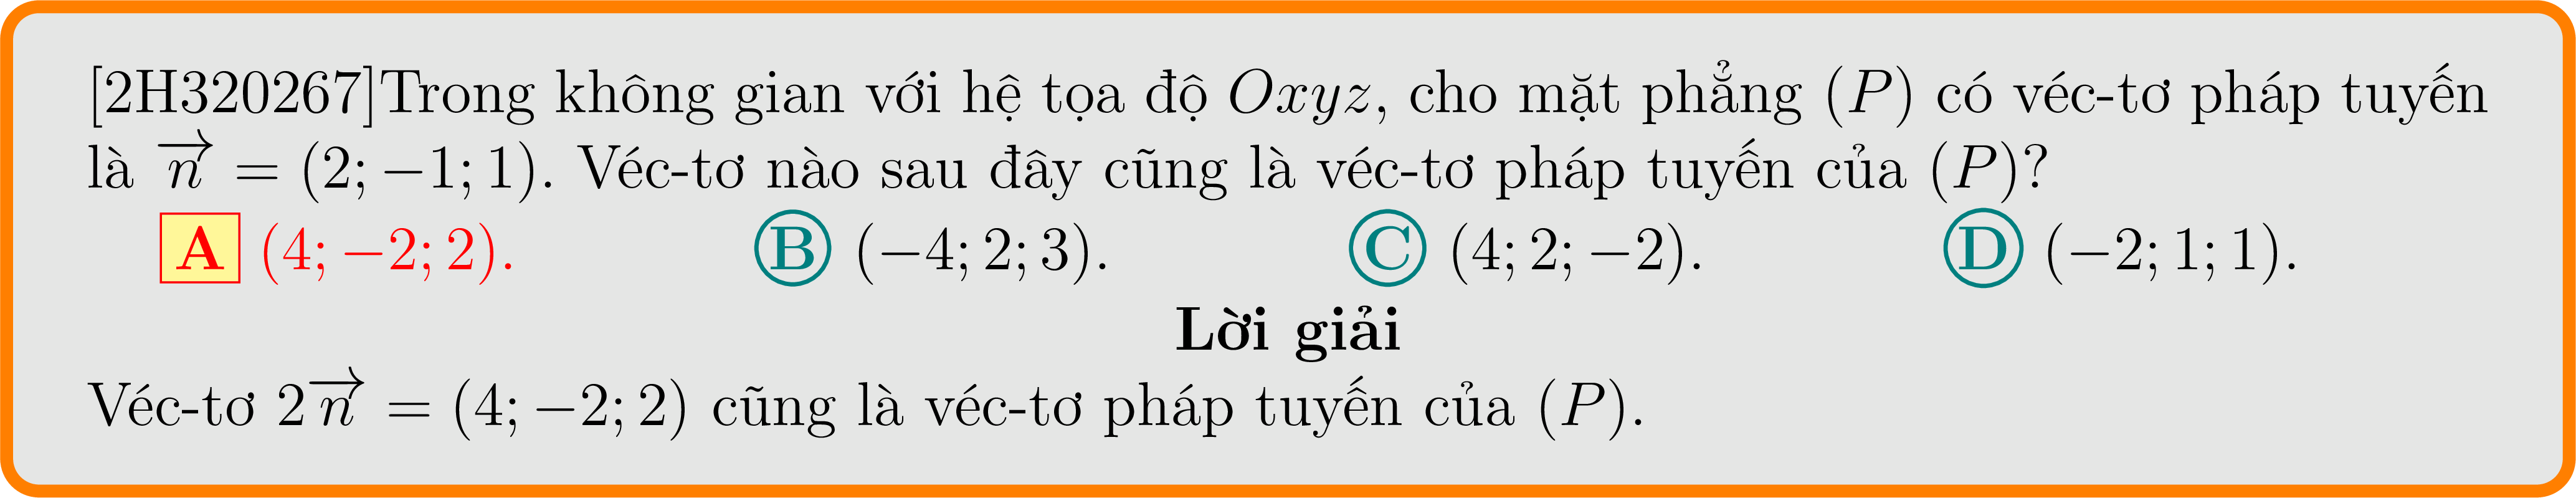 [2H320267]Trong không gian với hệ tọa độ Oxyz, cho mặt phẳng (P) có véc-tơ pháp tuyến
là $\overrightarrow{n}$ = (2; −1; 1). Véc-tơ nào sau đây cũng là véc-tơ pháp tuyến của (P)?
A (4; −2; 2). B (−4; 2; 3). C (4; 2; −2). D (−2; 1; 1).
Lời giải
Véc-tơ 2$\overrightarrow{n}$ = (4; −2; 2) cũng là véc-tơ pháp tuyến của (P).